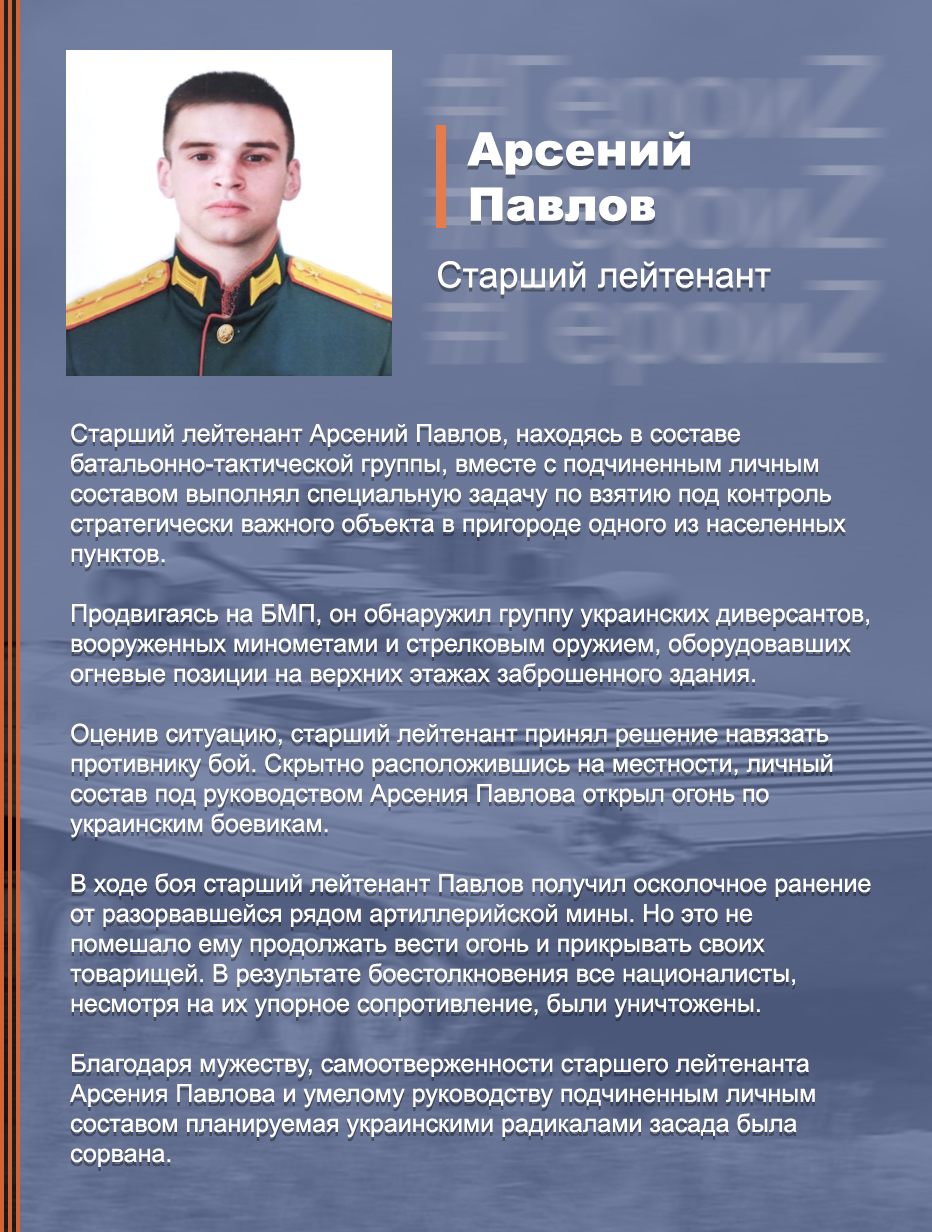 #ГероиZ
Арсений
#ГероиZ
Павлов
Старший лейтенант
#ГероиZ
Старший лейтенант Арсений Павлов, находясь в составе
батальонно-тактической группы, вместе с подчиненным личным
составом выполнял специальную задачу по взятию под контроль
стратегически важного объекта в пригороде одного из населенных
пунктов.
Продвигаясь на БМП, он обнаружил группу украинских диверсантов,
вооруженных минометами и стрелковым оружием, оборудовавших
огневые позиции на верхних этажах заброшенного здания.
Оценив ситуацию, старший лейтенант принял решение навязать
противнику бой. Скрытно расположившись на местности, личный
состав под руководством Арсения Павлова открыл огонь по
украинским боевикам.
В ходе боя старший лейтенант Павлов получил осколочное ранение
от разорвавшейся рядом артиллерийской мины. Но это не
помешало ему продолжать вести огонь и прикрывать своих
товарищей. В результате боестолкновения все националисты,
несмотря на их упорное сопротивление, были уничтожены.
Благодаря мужеству, самоотверженности старшего лейтенанта
Арсения Павлова и умелому руководству подчиненным личным
составом планируемая украинскими радикалами засада была
сорвана.